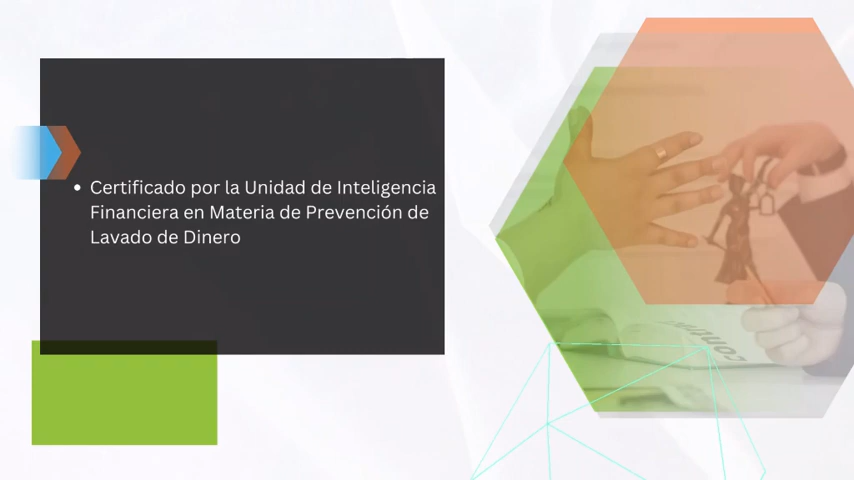 • Certificado por la Unidad de Inteligencia
Financiera en Materia de Prevención de
Lavado de Dinero